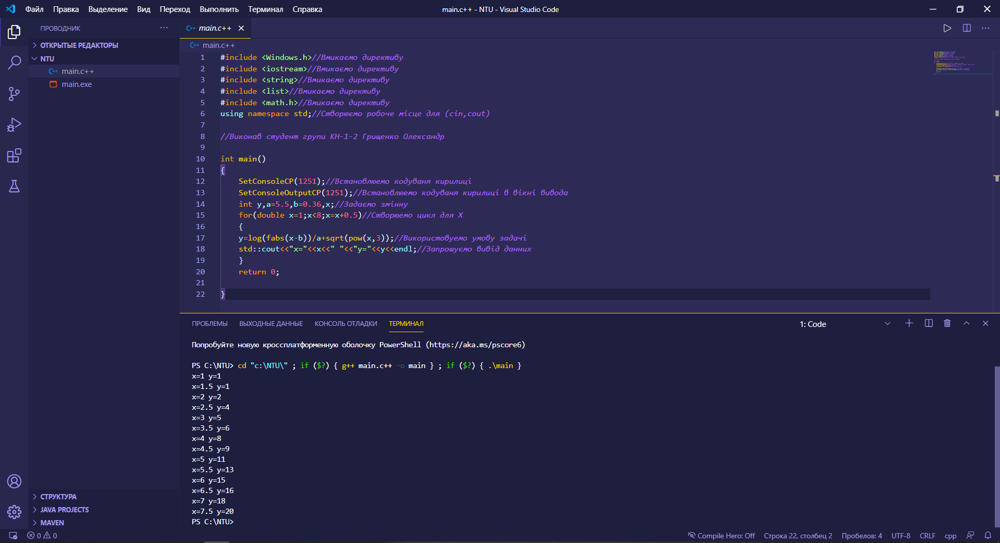 Файл Правка Выделение Вид Переход Выполнить Терминал Справка
main.c++ - NTU - Visual Studio Code
ПРОВОДНИК
ОТКРЫТЫЕ РЕДАКТОРЫ
NTU
main.c++
main.exe
СТРУКТУРА
JAVA PROJECTS
MAVEN
main.c++
main.c++
1 #include <Windows.h>//Вмикаємо директиву
2 #include <iostream>//Вмикаємо директиву
3 #include <string>//Вмикаємо директиву
4 #include <list>//Вмикаємо директиву
5 #include <math.h>//Вмикаємо директиву
6 using namespace std;//Створюємо робоче місце для (cin,cout)
7
8 //Виконав студент групи КН-1-2 Грищенко Олександр
9
10 int main()
11 {
12 SetConsoleCP(1251);//Встановлюемо кодуваня кирилиці
13 SetConsoleOutputCP(1251);//Встановлюемо кодуваня кирилиці в вікні вивода
14 int y,a=5.5,b=0.36,x;//Задаємо змінну
15 for(double x=1;x<8;x=x+0.5)//Створюемо цикл для X
16 {
17 y=log(fabs(x-b))/a+sqrt(pow(x,3));//Використовуемо умову задачі
18 std::cout<<"x="<<x<<" "<<"y="<<y<<endl;//Запрошуємо вивід данних
19 }
20 return 0;
21
22 }
ПРОБЛЕМЫ ВЫХОДНЫЕ ДАННЫЕ КОНСОЛЬ ОТЛАДКИ ТЕРМИНАЛ
1: Code
Попробуйте новую кроссплатформенную оболочку PowerShell (https://aka.ms/pscore6)
PS C:\NTU> cd "c:\NTU\" ; if ($?) { g++ main.c++ -o main } ; if ($?) { .\main }
x=1 y=1
x=1.5 y=1
x=2 y=2
x=2.5 y=4
x=3 y=5
x=3.5 y=6
x=4 y=8
x=4.5 y=9
x=5 y=11
x=5.5 y=13
x=6 y=15
x=6.5 y=16
x=7 y=18
x=7.5 y=20
PS C:\NTU>
0 0
Compile Hero: Off Строка 22, столбец 2 Пробелов: 4 UTF-8 CRLF cpp